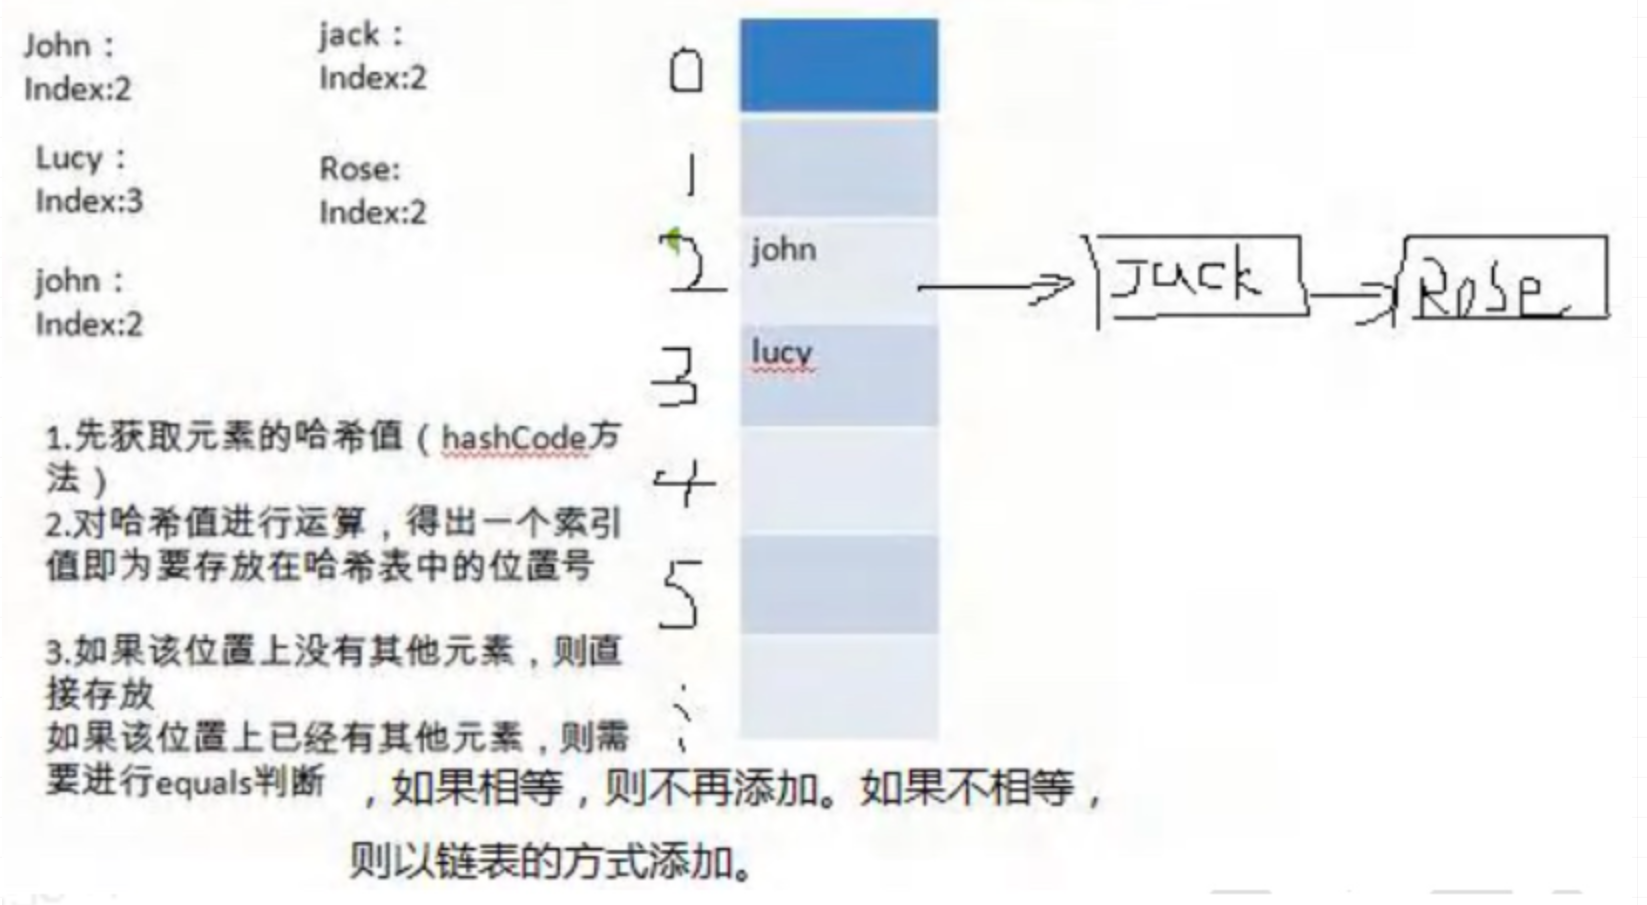 John：
Index:2
jack：
Index:2
Lucy：
Index:3
Rose:
Index:2
john：
Index:2
1.先获取元素的哈希值（hashCode方
法）
2.对哈希值进行运算，得出一个索引
值即为要存放在哈希表中的位置号
3.如果该位置上没有其他元素，则直
接存放
如果该位置上已经有其他元素，则需
要进行equals判断，如果相等，则不再添加。如果不相等，
则以链表的方式添加。
0
1
2
john
Jack
Rose
3
lucy
4
5